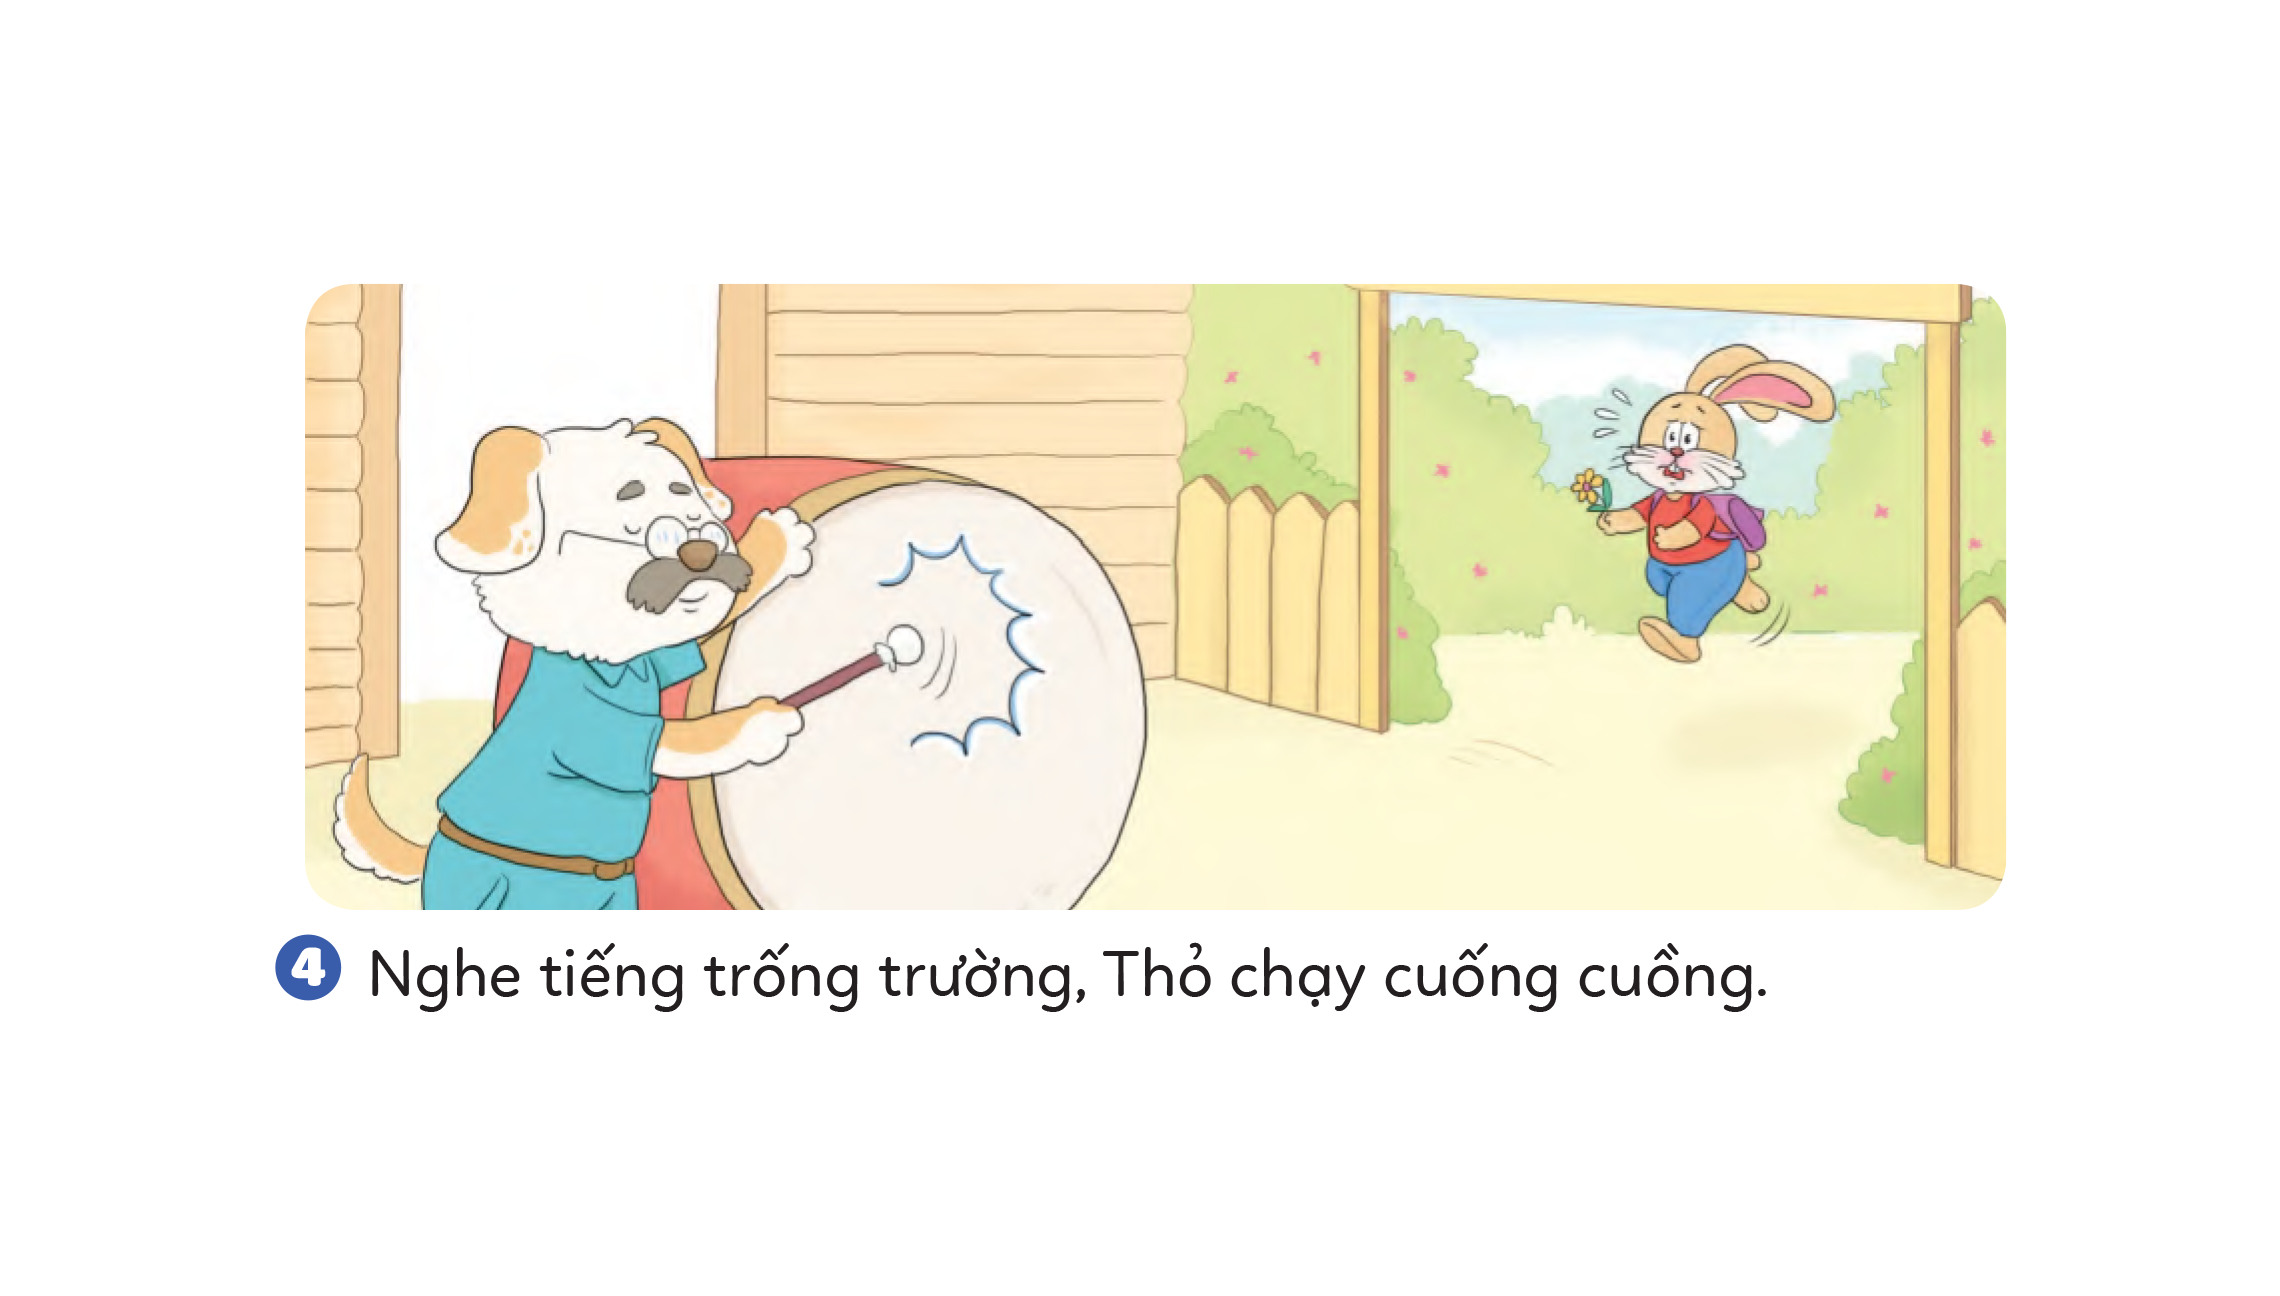 4 Nghe tiếng trống trường, Thỏ chạy cuống cuồng.